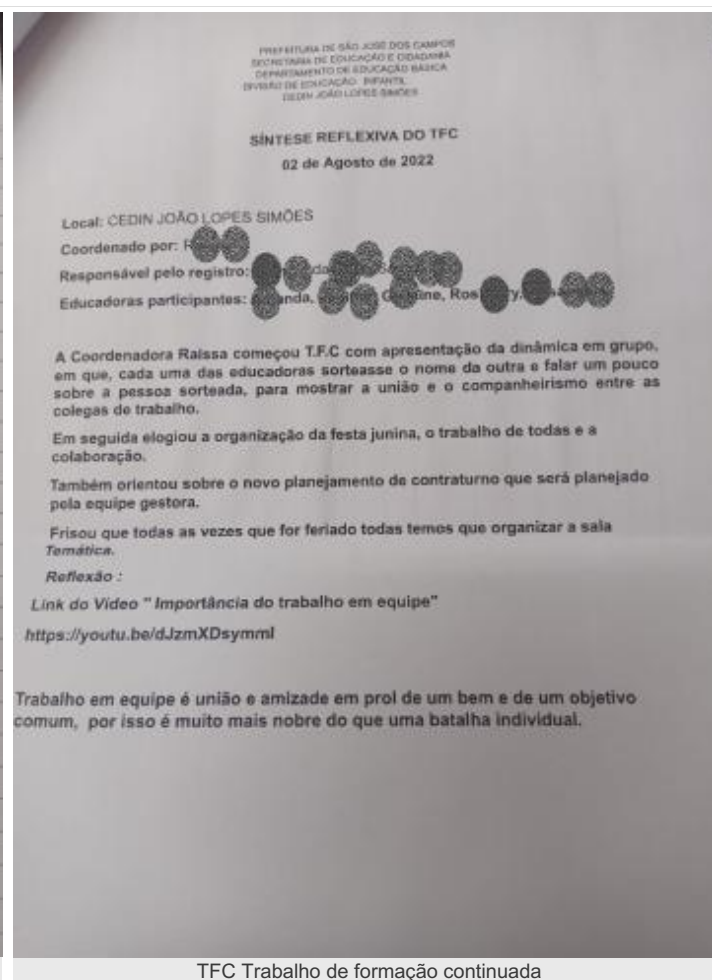 PREFEITURA DE SÃO JOSÉ DOS CAMPOS
SECRETARIA DE EDUCAÇÃO E CIDADANIA
DEPARTAMENTO DE EDUCAÇÃO BÁSICA
DIVISÃO DE EDUCAÇÃO INFANTIL
CEDIN JOÃO LOPES SIMÕES
SÍNTESE REFLEXIVA DO TFC
02 de Agosto de 2022
Local: CEDIN JOÃO LOPES SIMÕES
Coordenado por:
Responsável pelo registro:
Educadoras participantes:
A Coordenadora Raissa começou T.F.C com apresentação da dinâmica em grupo,
em que, cada uma das educadoras sorteasse o nome da outra e falar um pouco
sobre a pessoa sorteada, para mostrar a união e o companheirismo entre as
colegas de trabalho.
Em seguida elogiou a organização da festa junina, o trabalho de todas e a
colaboração.
Também orientou sobre o novo planejamento de contraturno que será planejado
pela equipe gestora.
Frisou que todas as vezes que for feriado todas temos que organizar a sala
Temática.
Reflexão :
Link do Vídeo " Importância do trabalho em equipe"
https://youtu.be/dJzmXDsymmI
Trabalho em equipe é união e amizade em prol de um bem e de um objetivo
comum, por isso é muito mais nobre do que uma batalha individual.
TFC Trabalho de formação continuada